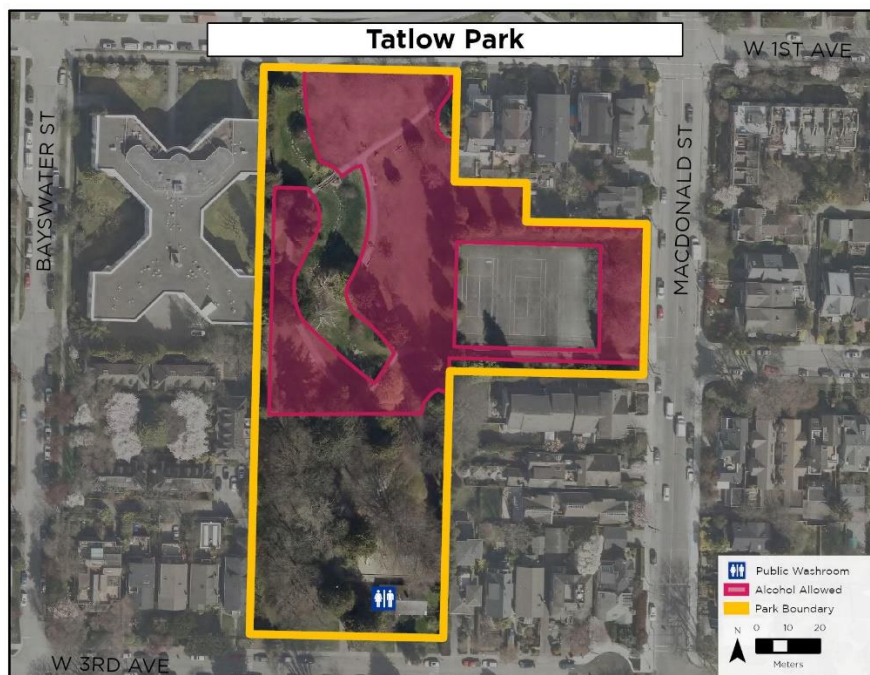 Tatlow Park
W 1ST AVE
BAYSWATER ST
MACDONALD ST
W 3RD AVE
Public Washroom
Alcohol Allowed
Park Boundary
N
0 10 20
Meters